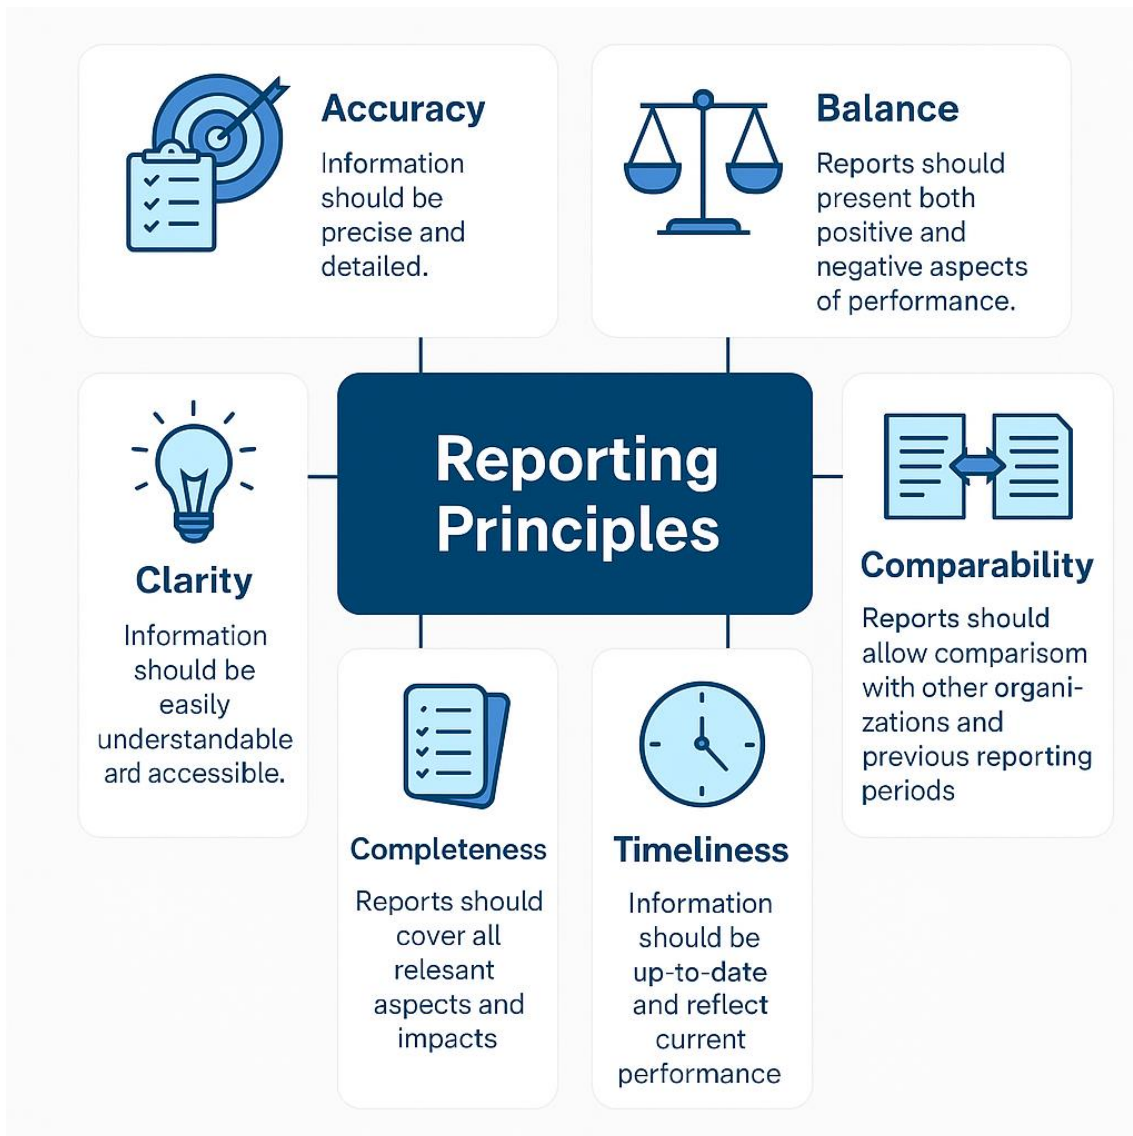 Accuracy
Information
should be
precise and
detailed.
Balance
Reports should
present both
positive and
negative aspects
of performance.
Reporting
Principles
Clarity
Information
should be
easily
understandable
ard accessible.
Comparability
Reports should
allow comparisom
with other organi-
zations and
previous reporting
periods
Completeness
Reports should
cover all
relesant
aspects and
impacts
Timeliness
Information
should be
up-to-date
and reflect
current
performance